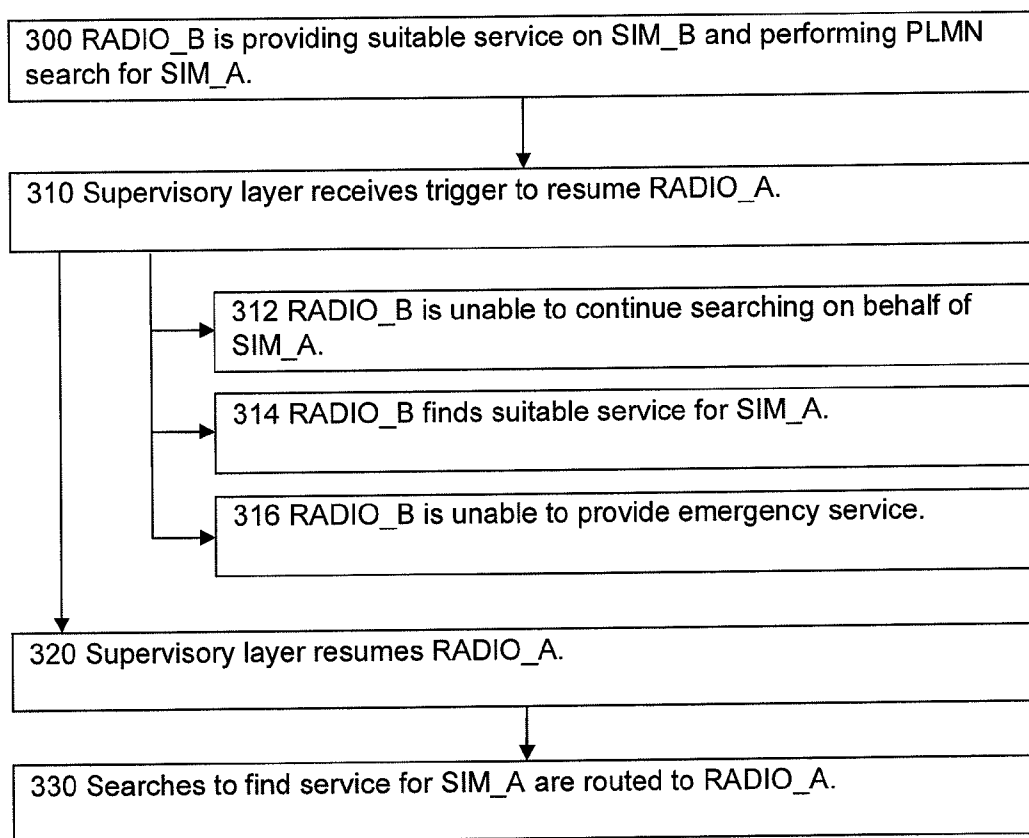 300 RADIO_B is providing suitable service on SIM_B and performing PLMN
search for SIM_A.
310 Supervisory layer receives trigger to resume RADIO_A.
312 RADIO_B is unable to continue searching on behalf of
SIM_A.
314 RADIO_B finds suitable service for SIM_A.
316 RADIO_B is unable to provide emergency service.
320 Supervisory layer resumes RADIO_A.
330 Searches to find service for SIM_A are routed to RADIO_A.